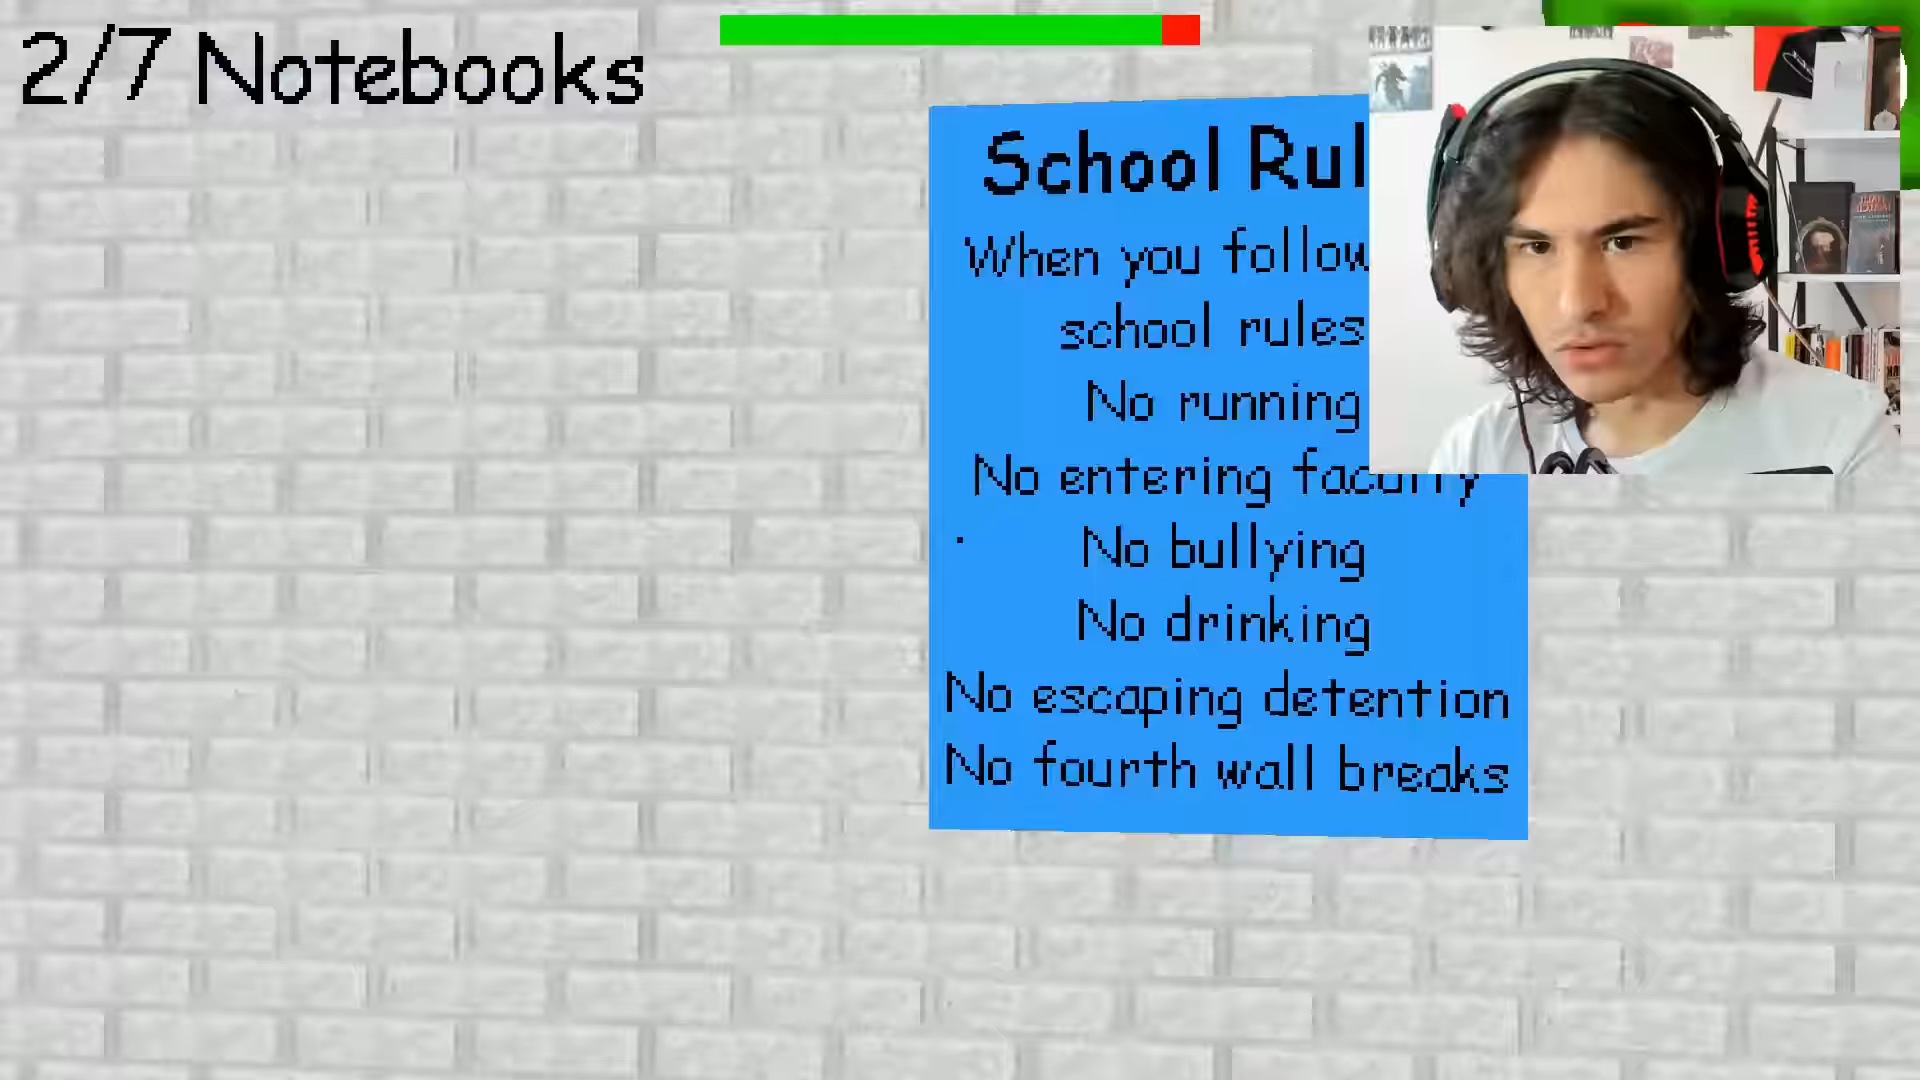 2/7 Notebooks
School Rul
When you follow
school rules
No running
No entering faculty
No bullying
No drinking
No escaping detention
No fourth wall breaks